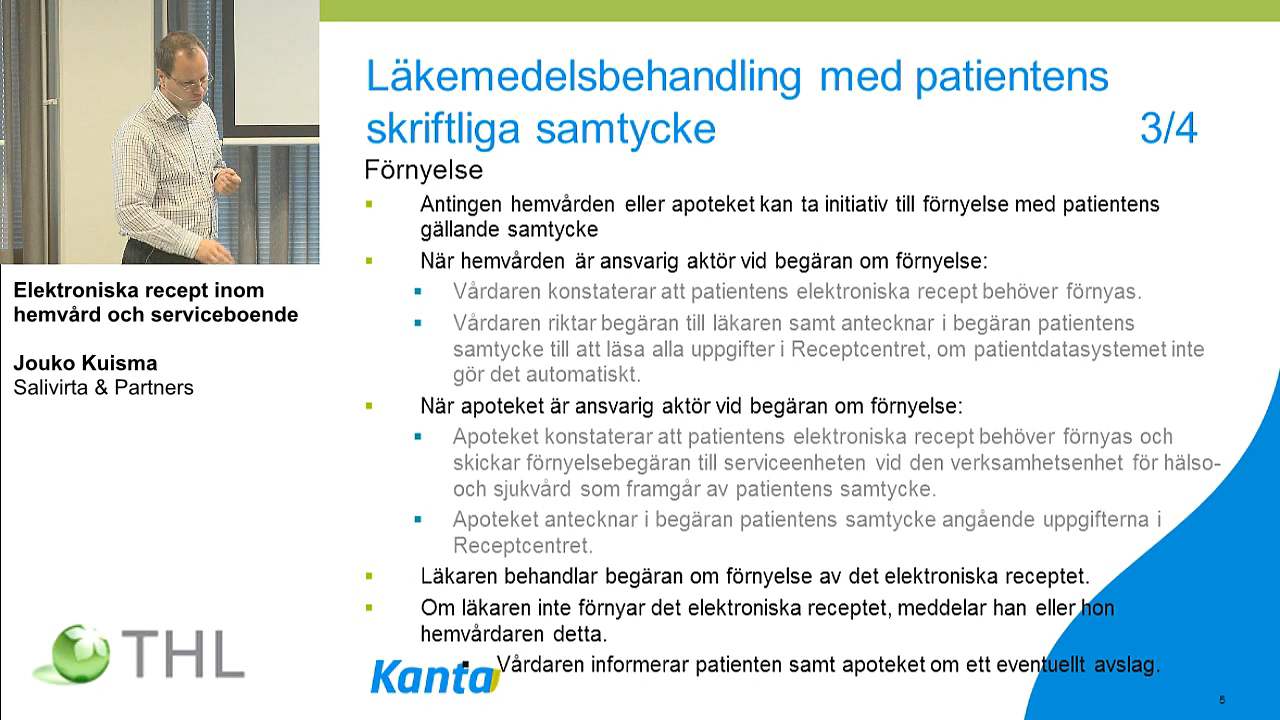 Läkemedelsbehandling med patientens
skriftliga samtycke 3/4
Förnyelse
Antingen hemvården eller apoteket kan ta initiativ till förnyelse med patientens
gällande samtycke
När hemvården är ansvarig aktör vid begäran om förnyelse:
Vårdaren konstaterar att patientens elektroniska recept behöver förnyas.
Vårdaren riktar begäran till läkaren samt antecknar i begäran patientens
samtycke till att läsa alla uppgifter i Receptcentret, om patientdatasystemet inte
gör det automatiskt.
När apoteket är ansvarig aktör vid begäran om förnyelse:
Apoteket konstaterar att patientens elektroniska recept behöver förnyas och
skickar förnyelsebegäran till serviceenheten vid den verksamhetsenhet för hälso-
och sjukvård som framgår av patientens samtycke.
Apoteket antecknar i begäran patientens samtycke angående uppgifterna i
Receptcentret.
Läkaren behandlar begäran om förnyelse av det elektroniska receptet.
Om läkaren inte förnyar det elektroniska receptet, meddelar han eller hon
hemvårdaren detta.
Vårdaren informerar patienten samt apoteket om ett eventuellt avslag.
Kanta
5
Elektroniska recept inom
hemvård och serviceboende
Jouko Kuisma
Salivirta & Partners
THL